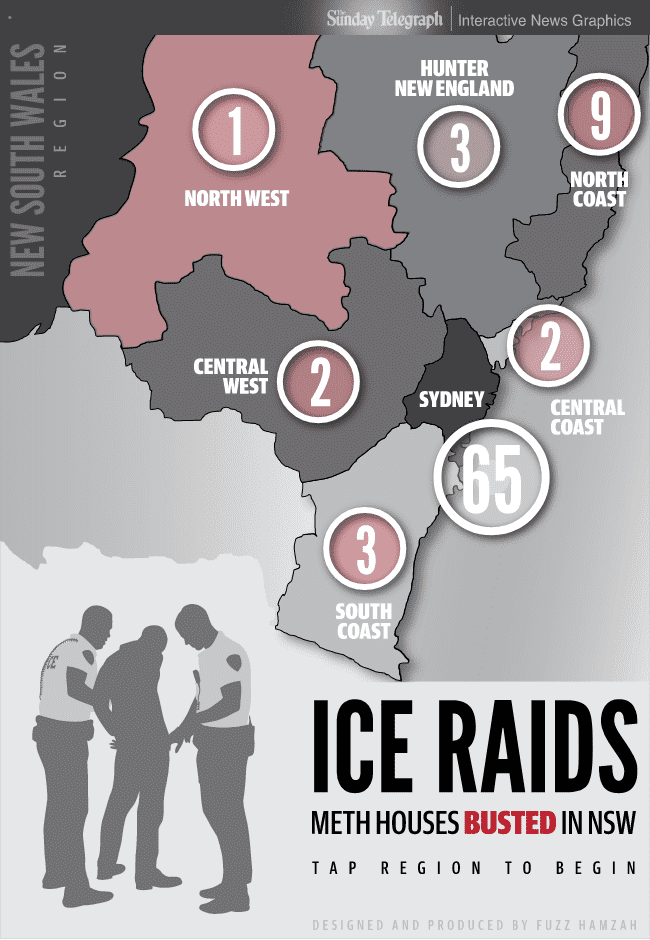 The Sunday Telegraph | Interactive News Graphics
NEW SOUTH WALES
REGION
HUNTER
NEW ENGLAND
3
9
NORTH
COAST
1
NORTH WEST
2
CENTRAL
COAST
CENTRAL
WEST
2
SYDNEY
65
3
SOUTH
COAST
ICE RAIDS
METH HOUSES BUSTED IN NSW
TAP REGION TO BEGIN
DESIGNED AND PRODUCED BY FUZZ HAMZAH